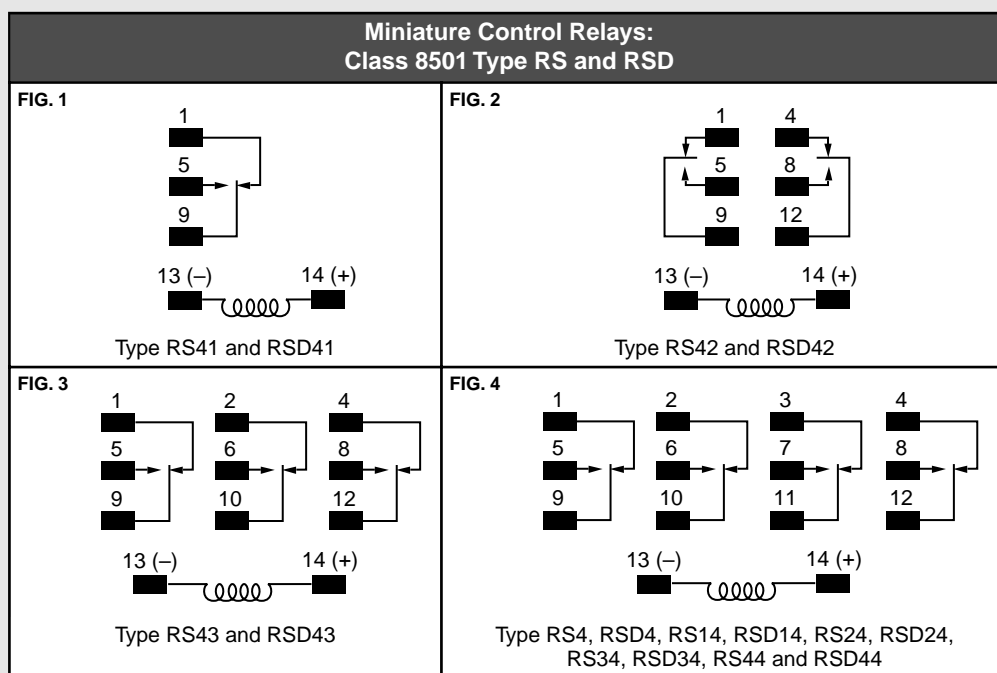 Miniature Control Relays:
Class 8501 Type RS and RSD
FIG. 1
1
5
9
13 (–) 14 (+)
Type RS41 and RSD41
FIG. 2
1 4
5 8
9 12
13 (–) 14 (+)
Type RS42 and RSD42
FIG. 3
1 2 4
5 6 8
9 10 12
13 (–) 14 (+)
Type RS43 and RSD43
FIG. 4
1 2 3 4
5 6 7 8
9 10 11 12
13 (–) 14 (+)
Type RS4, RSD4, RS14, RSD14, RS24, RSD24,
RS34, RSD34, RS44 and RSD44